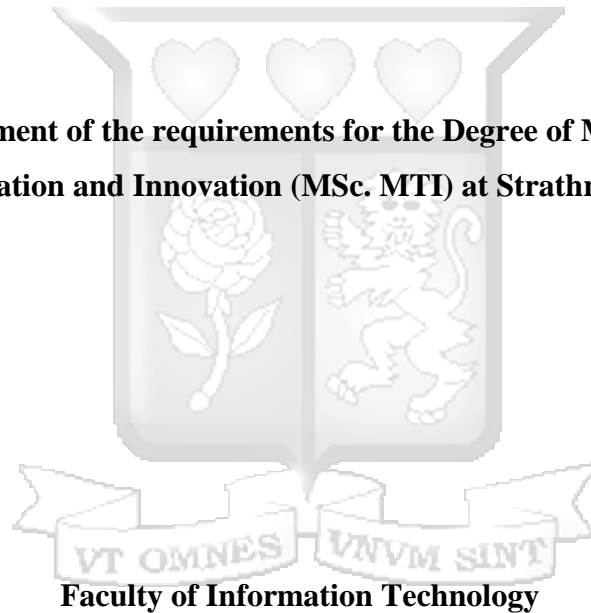 ment of the requirements for the Degree of M
ation and Innovation (MSc. MTI) at Strathm
VT OMNES VNVM SINT
Faculty of Information Technology